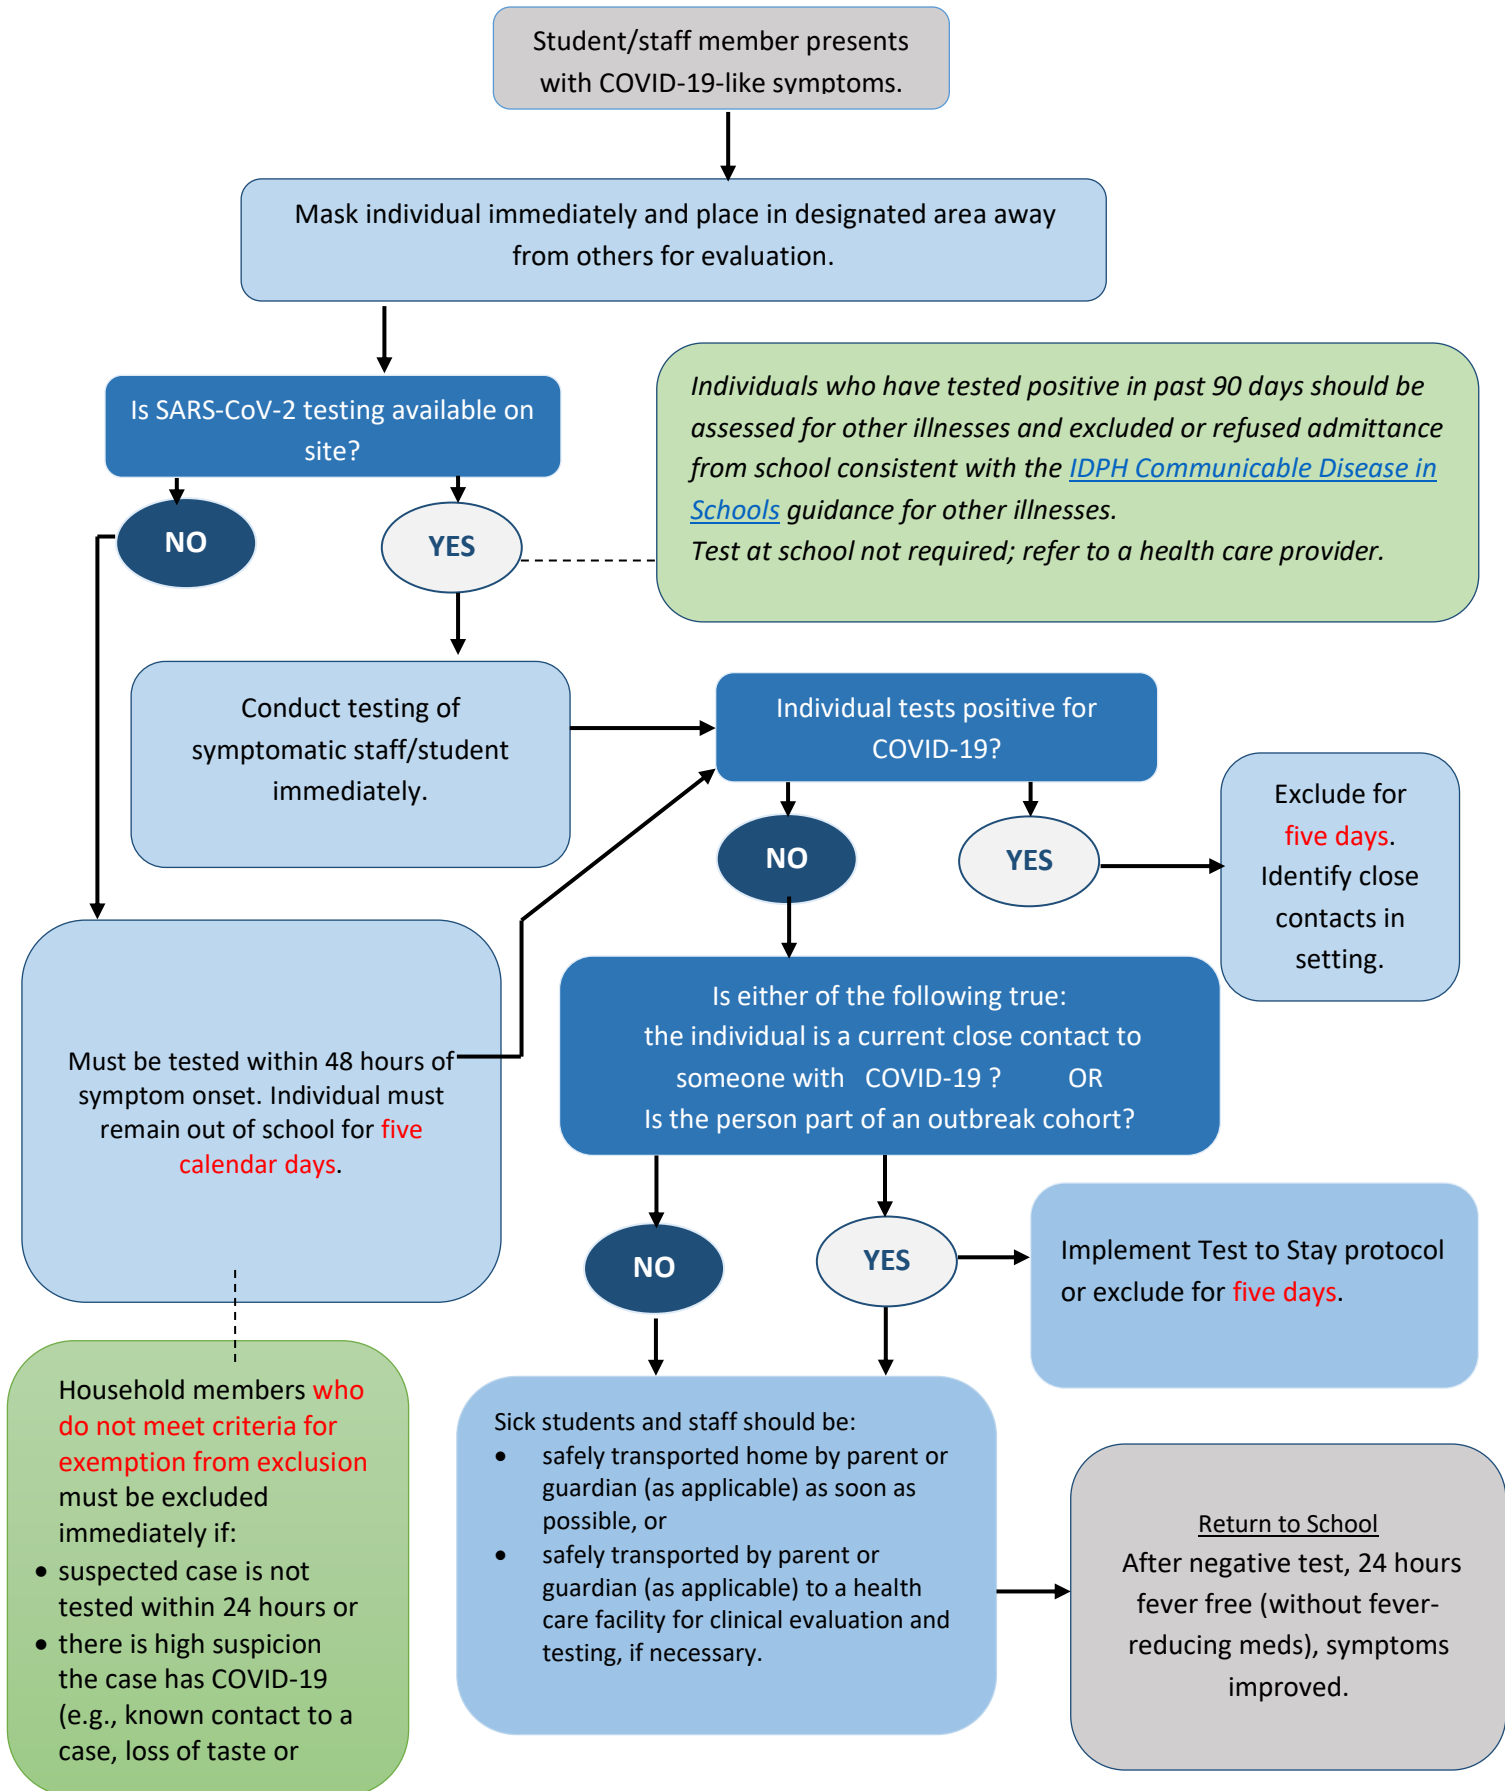 Student/staff member presents
with COVID-19-like symptoms.
Mask individual immediately and place in designated area away
from others for evaluation.
Is SARS-CoV-2 testing available on
site?
Individuals who have tested positive in past 90 days should be
assessed for other illnesses and excluded or refused admittance
from school consistent with the IDPH Communicable Disease in
Schools guidance for other illnesses.
Test at school not required; refer to a health care provider.
NO
YES
Conduct testing of
symptomatic staff/student
immediately.
Individual tests positive for
COVID-19?
NO
YES
Exclude for
five days.
Identify close
contacts in
setting.
Must be tested within 48 hours of
symptom onset. Individual must
remain out of school for five
calendar days.
Is either of the following true:
the individual is a current close contact to
someone with COVID-19 ? OR
Is the person part of an outbreak cohort?
NO
YES
Implement Test to Stay protocol
or exclude for five days.
Household members who
do not meet criteria for
exemption from exclusion
must be excluded
immediately if:
• suspected case is not
tested within 24 hours or
• there is high suspicion
the case has COVID-19
(e.g., known contact to a
case, loss of taste or
Sick students and staff should be:
• safely transported home by parent or
guardian (as applicable) as soon as
possible, or
• safely transported by parent or
guardian (as applicable) to a health
care facility for clinical evaluation and
testing, if necessary.
Return to School
After negative test, 24 hours
fever free (without fever-
reducing meds), symptoms
improved.